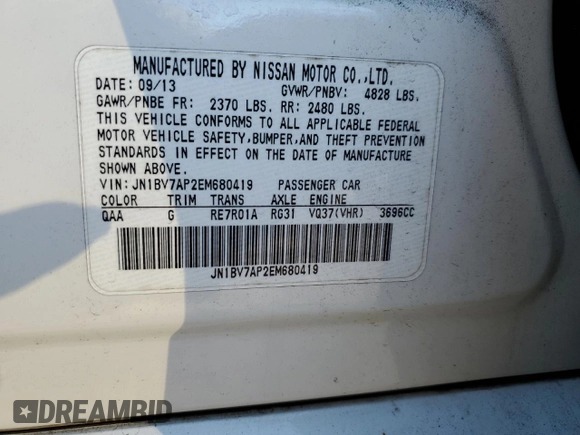 MANUFACTURED BY NISSAN MOTOR CO.,LTD.
DATE: 09/13 GVWR/PNBV: 4828 LBS.
GAWR/PNBE FR: 2370 LBS. RR: 2480 LBS.
THIS VEHICLE CONFORMS TO ALL APPLICABLE FEDERAL
MOTOR VEHICLE SAFETY,BUMPER,AND THEFT PREVENTION
STANDARDS IN EFFECT ON THE DATE OF MANUFACTURE
SHOWN ABOVE.
VIN: JN1BV7AP2EM680419 PASSENGER CAR
COLOR TRIM TRANS AXLE ENGINE
QAA G RE7R01A RG31 VQ37(VHR) 3696CC
JN1BV7AP2EM680419
DREAMBID